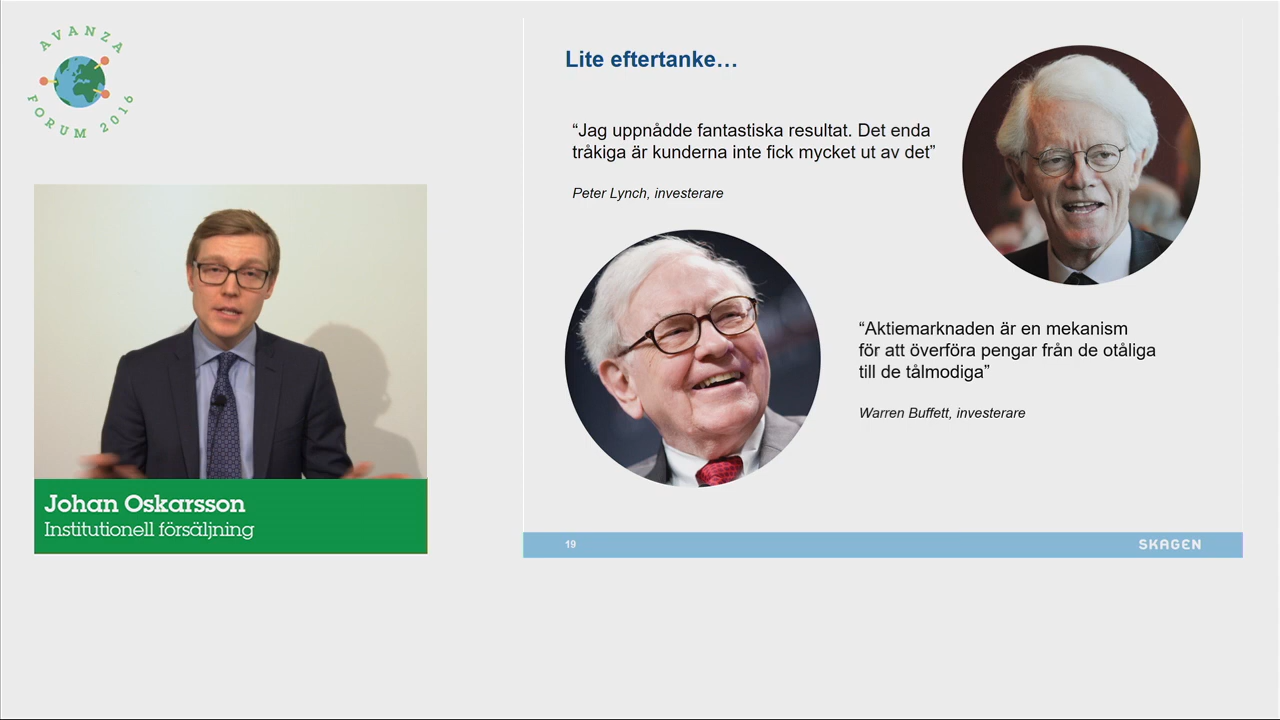 AVANZA
FORUM 2016
Johan Oskarsson
Institutionell försäljning
Lite eftertanke…
“Jag uppnådde fantastiska resultat. Det enda
tråkiga är kunderna inte fick mycket ut av det”
Peter Lynch, investerare
“Aktiemarknaden är en mekanism
för att överföra pengar från de otåliga
till de tålmodiga”
Warren Buffett, investerare
19
SKAGEN